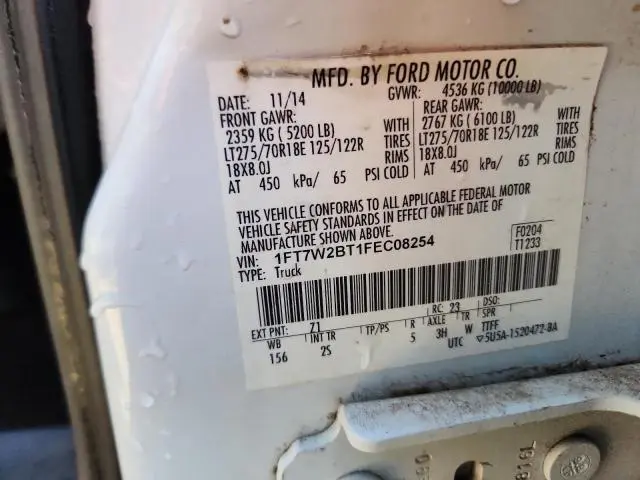 MFD. BY FORD MOTOR CO.
DATE: 11/14 GVWR: 4536 KG (10000 LB)
FRONT GAWR: REAR GAWR:
2359 KG ( 5200 LB) WITH 2767 KG ( 6100 LB) WITH
LT275/70R18E 125/122R TIRES LT275/70R18E 125/122R TIRES
18X8.0J RIMS 18X8.0J RIMS
AT 450 kPa/ 65 PSI COLD AT 450 kPa/ 65 PSI COLD
THIS VEHICLE CONFORMS TO ALL APPLICABLE FEDERAL MOTOR
VEHICLE SAFETY STANDARDS IN EFFECT ON THE DATE OF
MANUFACTURE SHOWN ABOVE.
VIN: 1FT7W2BT1FEC08254 F0204
TYPE: Truck T1233
EXT PNT: Z1 RC: 23 DSO:
WB INT TR TP/PS R AXLE TR SPR
156 2S 5 3H W TTFF
UTC ▽5U5A-1520472-BA